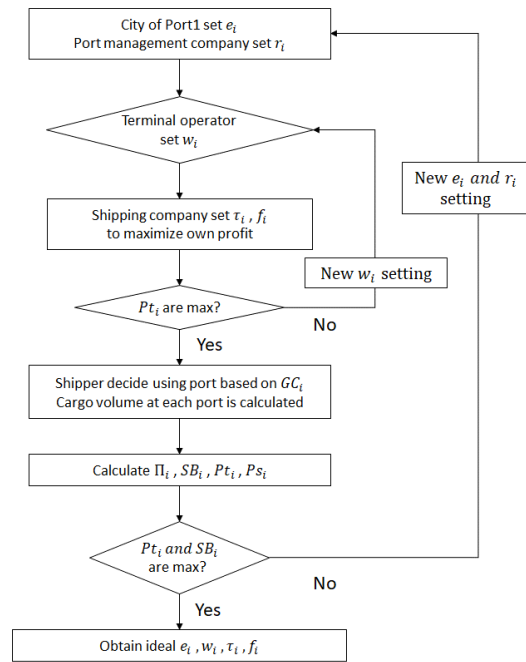 City of Port1 set e_i
Port management company set r_i
Terminal operator
set w_i
Shipping company set τ_i , f_i
to maximize own profit
New e_i and r_i
setting
New w_i setting
Pt_i are max?
No
Yes
Shipper decide using port based on GC_i
Cargo volume at each port is calculated
Calculate Π_i , SB_i , Pt_i , Ps_i
Pt_i and SB_i
are max?
No
Yes
Obtain ideal e_i , w_i , τ_i , f_i